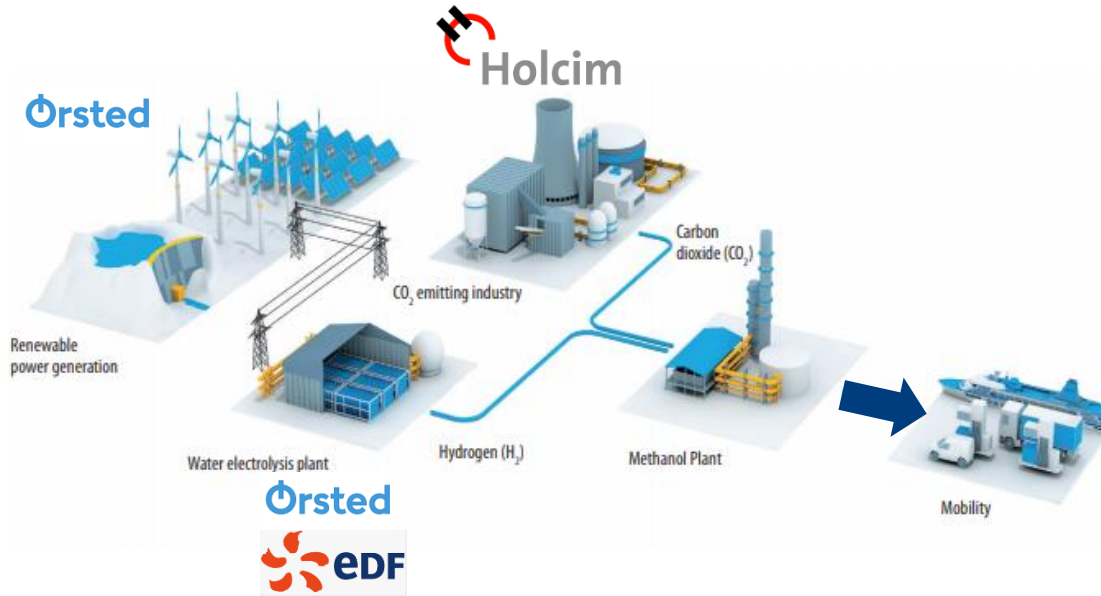 Holcim
Ørsted
Carbon
dioxide (CO₂)
CO₂ emitting industry
Renewable
power generation
Water electrolysis plant
Hydrogen (H₂)
Methanol Plant
Mobility
Ørsted
eDF